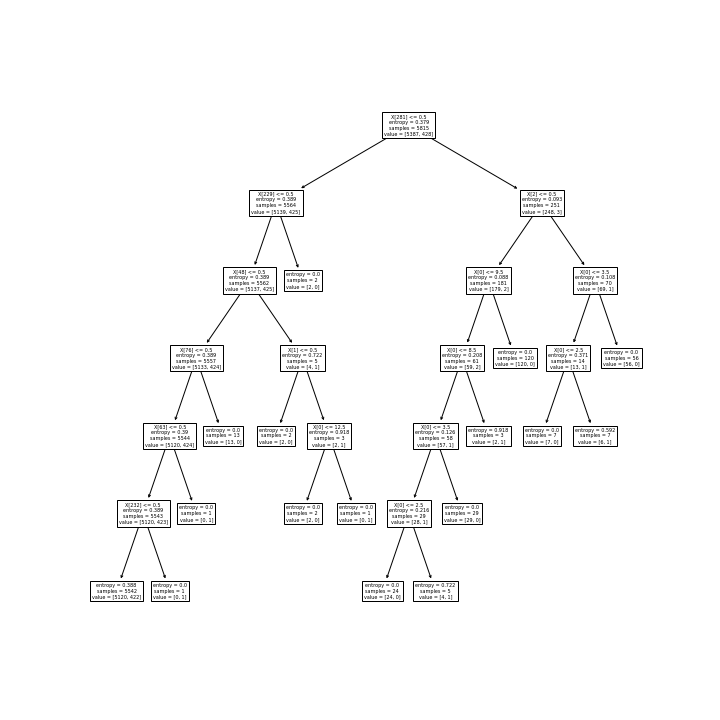 X[281] <= 0.5
entropy = 0.379
samples = 5815
value = [5387, 428]
X[229] <= 0.5
entropy = 0.389
samples = 5564
value = [5139, 425]
X[2] <= 0.5
entropy = 0.093
samples = 251
value = [248, 3]
X[48] <= 0.5
entropy = 0.389
samples = 5562
value = [5137, 425]
entropy = 0.0
samples = 2
value = [2, 0]
X[0] <= 9.5
entropy = 0.088
samples = 181
value = [179, 2]
X[0] <= 3.5
entropy = 0.108
samples = 70
value = [69, 1]
X[76] <= 0.5
entropy = 0.389
samples = 5557
value = [5133, 424]
X[1] <= 0.5
entropy = 0.722
samples = 5
value = [4, 1]
X[0] <= 8.5
entropy = 0.208
samples = 61
value = [59, 2]
entropy = 0.0
samples = 120
value = [120, 0]
X[0] <= 2.5
entropy = 0.371
samples = 14
value = [13, 1]
entropy = 0.0
samples = 56
value = [56, 0]
X[63] <= 0.5
entropy = 0.39
samples = 5544
value = [5120, 424]
entropy = 0.0
samples = 13
value = [13, 0]
entropy = 0.0
samples = 2
value = [2, 0]
X[0] <= 12.5
entropy = 0.918
samples = 3
value = [2, 1]
X[0] <= 3.5
entropy = 0.126
samples = 58
value = [57, 1]
entropy = 0.918
samples = 3
value = [2, 1]
entropy = 0.0
samples = 7
value = [7, 0]
entropy = 0.592
samples = 7
value = [6, 1]
X[232] <= 0.5
entropy = 0.389
samples = 5543
value = [5120, 423]
entropy = 0.0
samples = 1
value = [0, 1]
entropy = 0.0
samples = 2
value = [2, 0]
entropy = 0.0
samples = 1
value = [0, 1]
X[0] <= 2.5
entropy = 0.216
samples = 29
value = [28, 1]
entropy = 0.0
samples = 29
value = [29, 0]
entropy = 0.388
samples = 5542
value = [5120, 422]
entropy = 0.0
samples = 1
value = [0, 1]
entropy = 0.0
samples = 24
value = [24, 0]
entropy = 0.722
samples = 5
value = [4, 1]